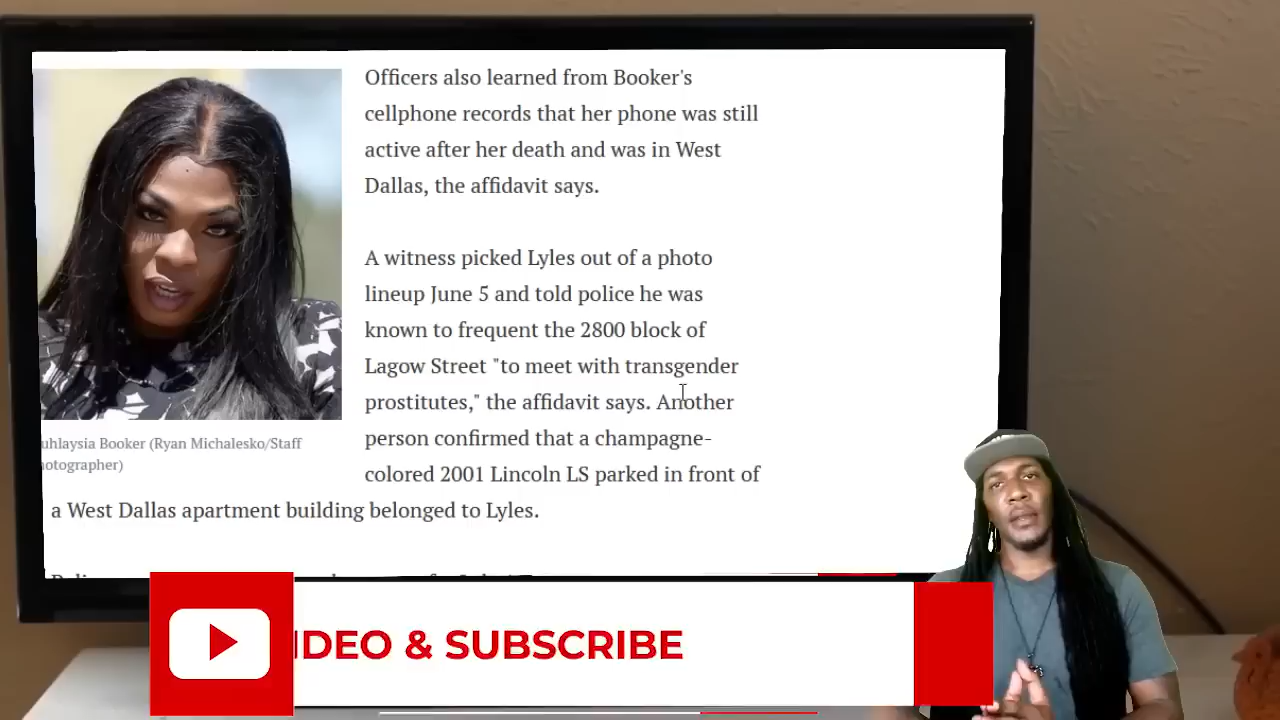 Officers also learned from Booker's
cellphone records that her phone was still
active after her death and was in West
Dallas, the affidavit says.
A witness picked Lyles out of a photo
lineup June 5 and told police he was
known to frequent the 2800 block of
Lagow Street "to meet with transgender
prostitutes," the affidavit says. Another
person confirmed that a champagne-
colored 2001 Lincoln LS parked in front of
a West Dallas apartment building belonged to Lyles.
uhlaysia Booker (Ryan Michalesko/Staff
otographer)
IDEO & SUBSCRIBE